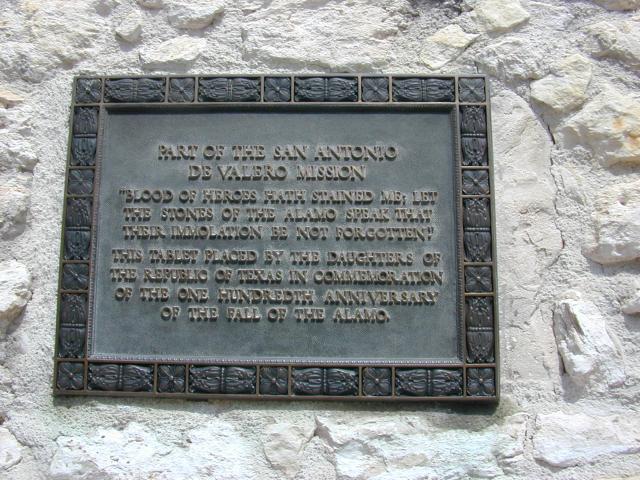 PART OF THE SAN ANTONIO
DE VALERO MISSION
"BLOOD OF HEROES HATH STAINED ME; LET
THE STONES OF THE ALAMO SPEAK THAT
THEIR IMMOLATION BE NOT FORGOTTEN."
THIS TABLET PLACED BY THE DAUGHTERS OF
THE REPUBLIC OF TEXAS IN COMMEMORATION
OF THE ONE HUNDREDTH ANNIVERSARY
OF THE FALL OF THE ALAMO.